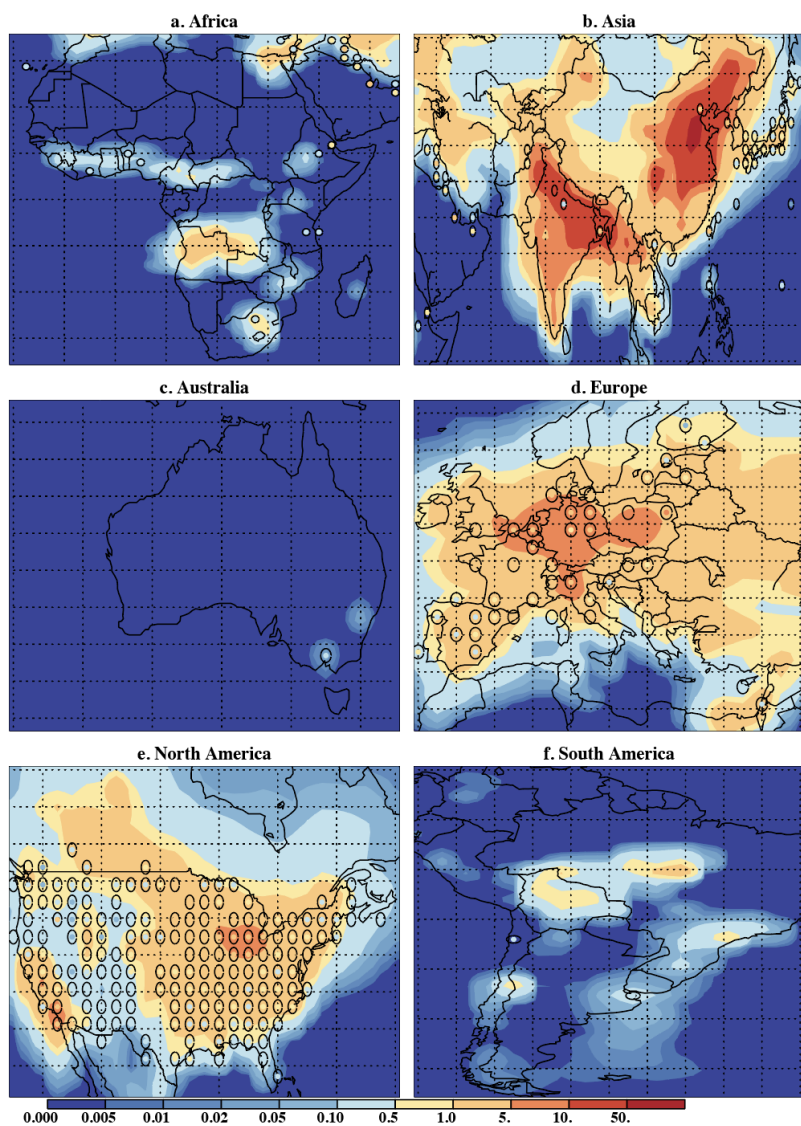 a. Africa
b. Asia
c. Australia
d. Europe
e. North America
f. South America
0.000 0.005 0.01 0.02 0.05 0.10 0.5 1.0 5. 10. 50.